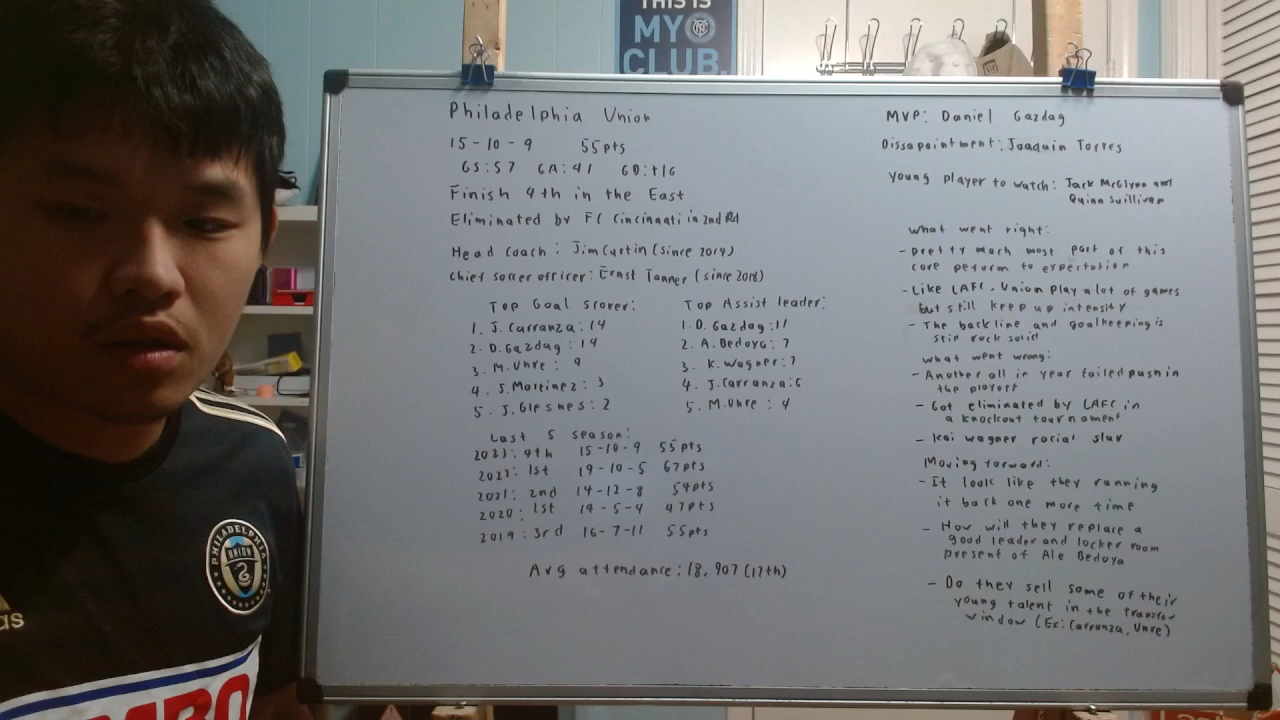 THIS IS
MY
CLUB.
Philadelphia Union
15-10-9 55pts
GS:57 GA:41 GD:+16
Finish 4th in the East
Eliminated by FC Cincinnati in 2nd Rd
Head coach: Jim Curtin (since 2014)
Chief soccer officer: Ernst Tanner (since 2018)
Top Goal scorer:
1. J. Carranza: 14
2. D. Gazdag: 14
3. M. Uhre: 9
4. J. Martinez: 3
5. J. Glesnes: 2
Top Assist leader:
1. D. Gazdag: 11
2. A. Bedoya: 7
3. K. Wagner: 7
4. J. Carranza: 6
5. M. Uhre: 4
Last 5 season:
2023: 4th 15-10-9 55pts
2022: 1st 19-10-5 67pts
2021: 2nd 14-12-8 54pts
2020: 1st 14-5-4 47pts
2019: 3rd 16-7-11 55pts
Avg attendance: 18,907 (17th)
MVP: Daniel Gazdag
Dissapointment: Joaquin Torres
Young player to watch: Jack McGlynn and
Quinn Suillivan
What went right:
- Pretty much most part of this
core peform to expectation
- Like LAFC, Union play a lot of games
but still keep up intensity
- The backline and goalkeeping is
still rock solid
What went wrong:
- Another all in year failed push in
the playoff
- Got eliminated by LAFC in
a knockout tournament
- Kai Wagner racial slur
Moving forward:
- It look like they running
it back one more time
- How will they replace a
good leader and locker room
present of Ale Bedoya
- Do they sell some of their
young talent in the transfer
window (Ex: Carranza, Uhre)
PHILADELPHIA
UNION
as